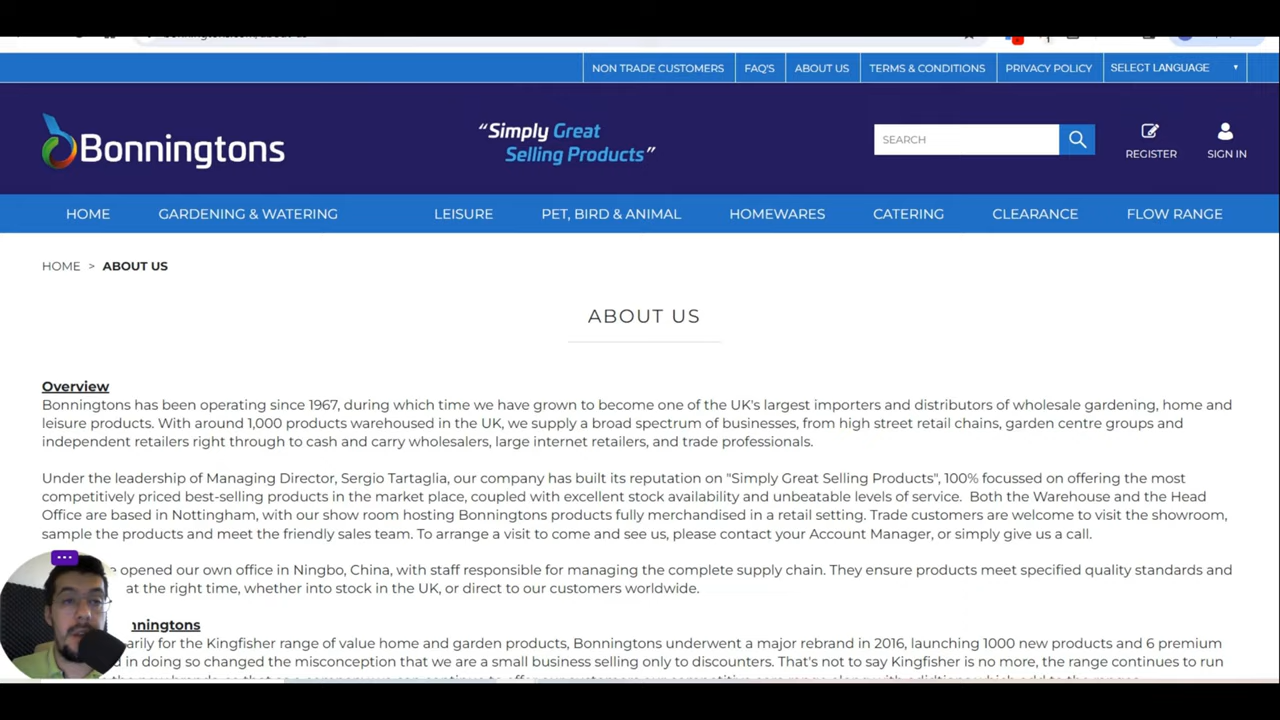 NON TRADE CUSTOMERS FAQ'S ABOUT US TERMS & CONDITIONS PRIVACY POLICY SELECT LANGUAGE
Bonningtons
"Simply Great
Selling Products"
SEARCH
REGISTER
SIGN IN
HOME GARDENING & WATERING LEISURE PET, BIRD & ANIMAL HOMEWARES CATERING CLEARANCE FLOW RANGE
HOME > ABOUT US
ABOUT US
Overview
Bonningtons has been operating since 1967, during which time we have grown to become one of the UK's largest importers and distributors of wholesale gardening, home and
leisure products. With around 1,000 products warehoused in the UK, we supply a broad spectrum of businesses, from high street retail chains, garden centre groups and
independent retailers right through to cash and carry wholesalers, large internet retailers, and trade professionals.
Under the leadership of Managing Director, Sergio Tartaglia, our company has built its reputation on "Simply Great Selling Products", 100% focussed on offering the most
competitively priced best-selling products in the market place, coupled with excellent stock availability and unbeatable levels of service. Both the Warehouse and the Head
Office are based in Nottingham, with our show room hosting Bonningtons products fully merchandised in a retail setting. Trade customers are welcome to visit the showroom,
sample the products and meet the friendly sales team. To arrange a visit to come and see us, please contact your Account Manager, or simply give us a call.
opened our own office in Ningbo, China, with staff responsible for managing the complete supply chain. They ensure products meet specified quality standards and
at the right time, whether into stock in the UK, or direct to our customers worldwide.
nningtons
arily for the Kingfisher range of value home and garden products, Bonningtons underwent a major rebrand in 2016, launching 1000 new products and 6 premium
in doing so changed the misconception that we are a small business selling only to discounters. That's not to say Kingfisher is no more, the range continues to run